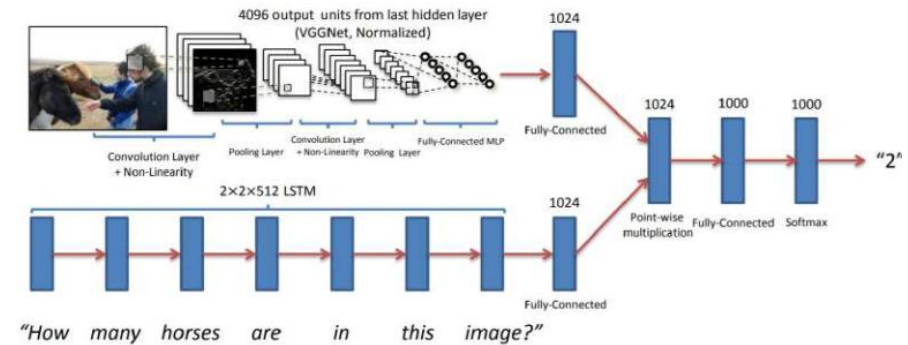 4096 output units from last hidden layer
(VGGNet, Normalized)
1024
Fully-Connected
Convolution Layer
+ Non-Linearity
Pooling Layer
Convolution Layer
+ Non-Linearity
Pooling Layer
Fully-Connected MLP
1024
1000
1000
"2"
Point-wise
multiplication
Fully-Connected
Softmax
2×2×512 LSTM
1024
Fully-Connected
"How many horses are in this image?"